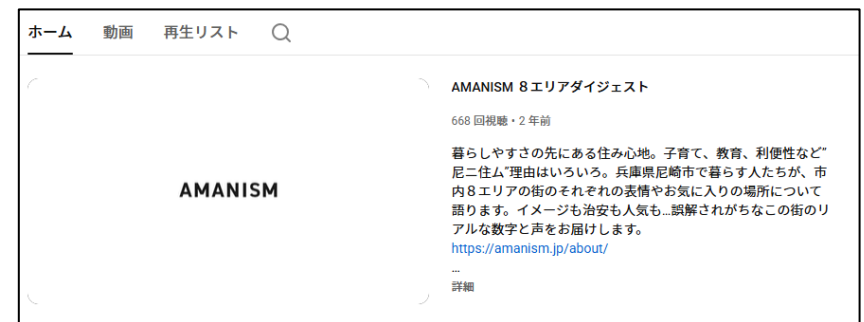 ホーム 動画 再生リスト
AMANISM
AMANISM ８エリアダイジェスト
668 回視聴・2 年前
暮らしやすさの先にある住み心地。子育て、教育、利便性など”
尼ニ住ム”理由はいろいろ。兵庫県尼崎市で暮らす人たちが、市
内８エリアの街のそれぞれの表情やお気に入りの場所について
語ります。イメージも治安も人気も…誤解されがちなこの街のリ
アルな数字と声をお届けします。
https://amanism.jp/about/
...
詳細